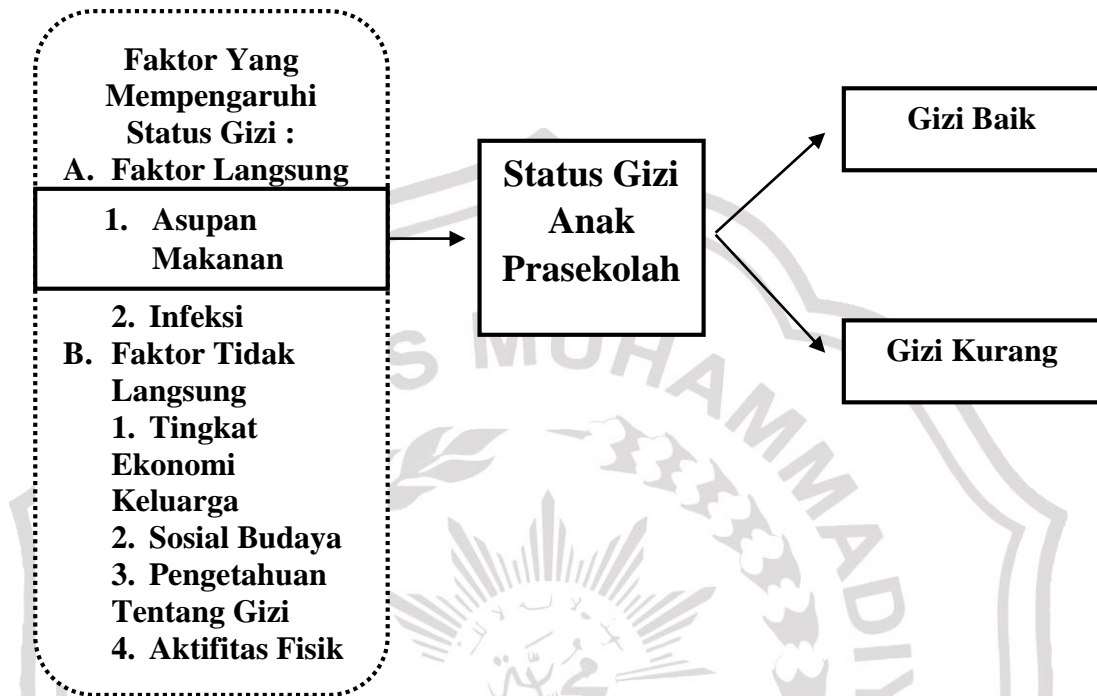 Faktor Yang
Mempengaruhi
Status Gizi :
A. Faktor Langsung
1. Asupan
Makanan
2. Infeksi
B. Faktor Tidak
Langsung
1. Tingkat
Ekonomi
Keluarga
2. Sosial Budaya
3. Pengetahuan
Tentang Gizi
4. Aktifitas Fisik
Status Gizi
Anak
Prasekolah
Gizi Baik
Gizi Kurang
S MUHAMMADIY